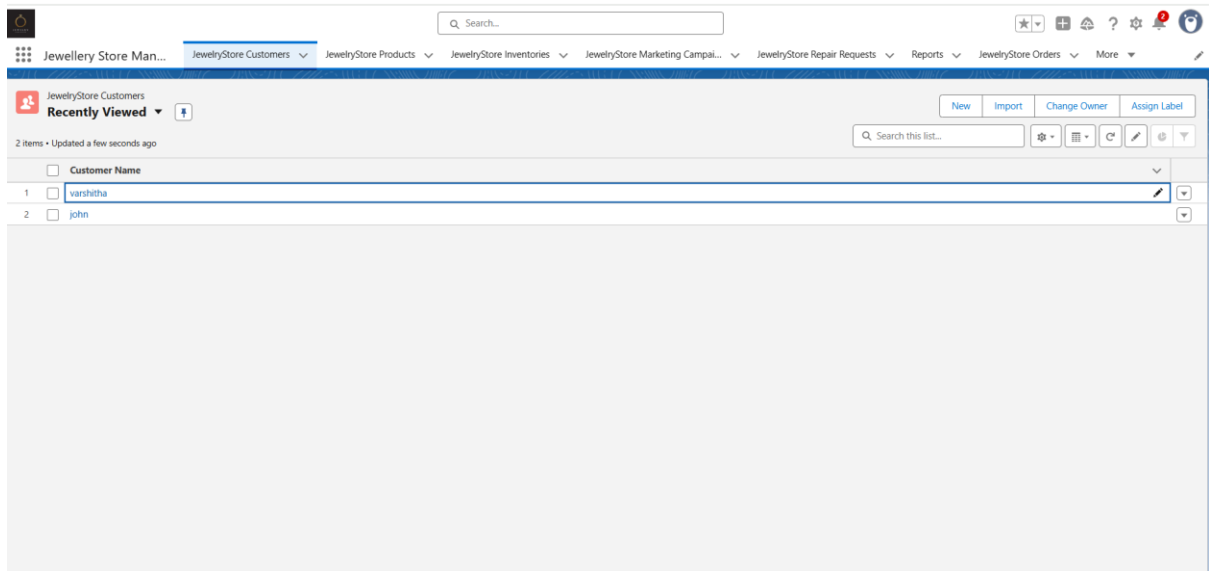 Search...
2
Jewellery Store Man... JewelryStore Customers JewelryStore Products JewelryStore Inventories JewelryStore Marketing Campai... JewelryStore Repair Requests Reports JewelryStore Orders More
JewelryStore Customers
Recently Viewed
New Import Change Owner Assign Label
2 items • Updated a few seconds ago
Search this list...
Customer Name
1 varshitha
2 john